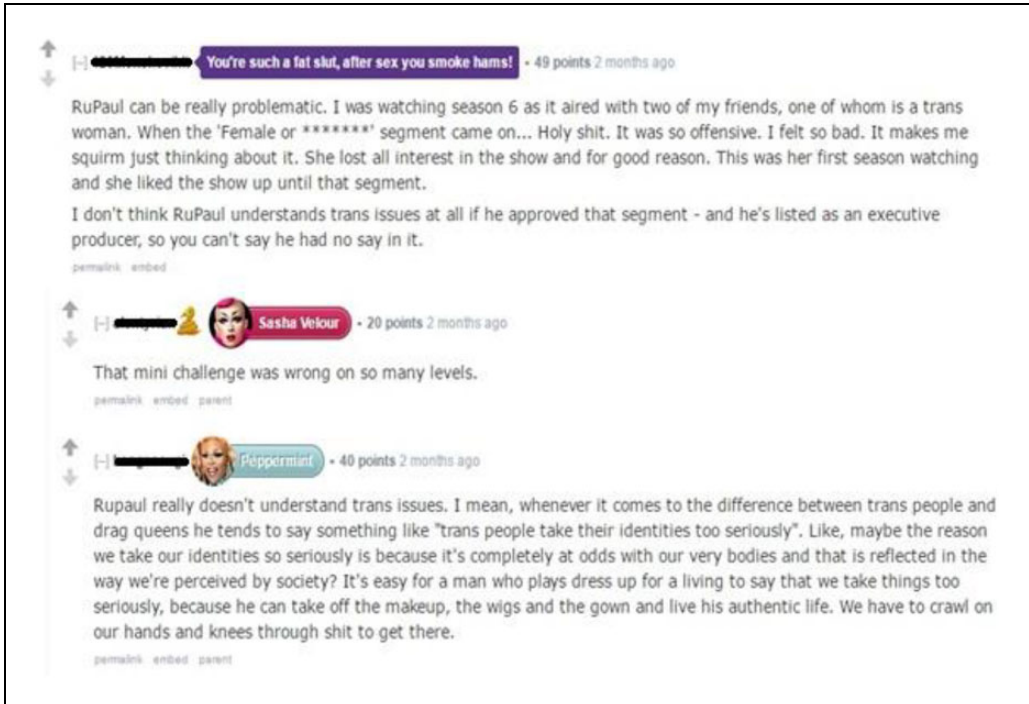 [-] You're such a fat slut, after sex you smoke hams! • 49 points 2 months ago
RuPaul can be really problematic. I was watching season 6 as it aired with two of my friends, one of whom is a trans
woman. When the 'Female or *******' segment came on... Holy shit. It was so offensive. I felt so bad. It makes me
squirm just thinking about it. She lost all interest in the show and for good reason. This was her first season watching
and she liked the show up until that segment.
I don't think RuPaul understands trans issues at all if he approved that segment - and he's listed as an executive
producer, so you can't say he had no say in it.
permalink embed
[-] Sasha Velour • 20 points 2 months ago
That mini challenge was wrong on so many levels.
permalink embed parent
[-] Peppermint • 40 points 2 months ago
Rupaul really doesn't understand trans issues. I mean, whenever it comes to the difference between trans people and
drag queens he tends to say something like "trans people take their identities too seriously". Like, maybe the reason
we take our identities so seriously is because it's completely at odds with our very bodies and that is reflected in the
way we're perceived by society? It's easy for a man who plays dress up for a living to say that we take things too
seriously, because he can take off the makeup, the wigs and the gown and live his authentic life. We have to crawl on
our hands and knees through shit to get there.
permalink embed parent